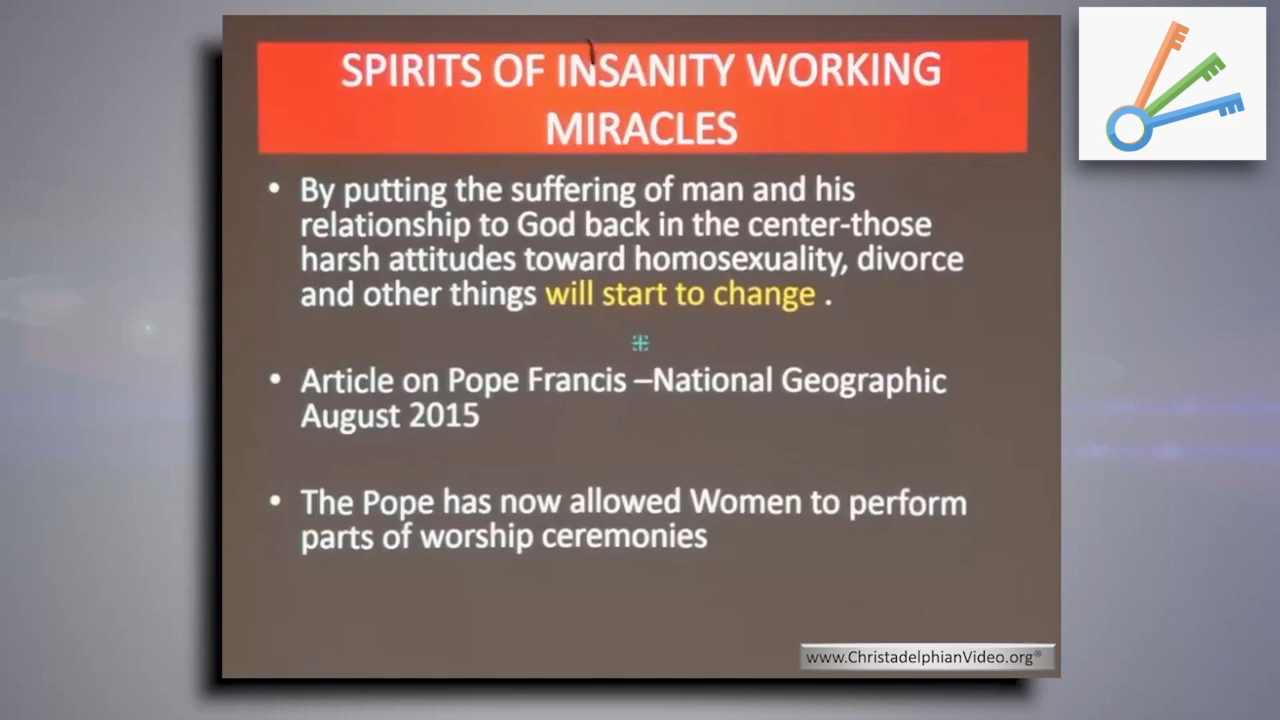 SPIRITS OF INSANITY WORKING
MIRACLES
• By putting the suffering of man and his
relationship to God back in the center-those
harsh attitudes toward homosexuality, divorce
and other things will start to change .
• Article on Pope Francis –National Geographic
August 2015
• The Pope has now allowed Women to perform
parts of worship ceremonies
www.ChristadelphianVideo.org®